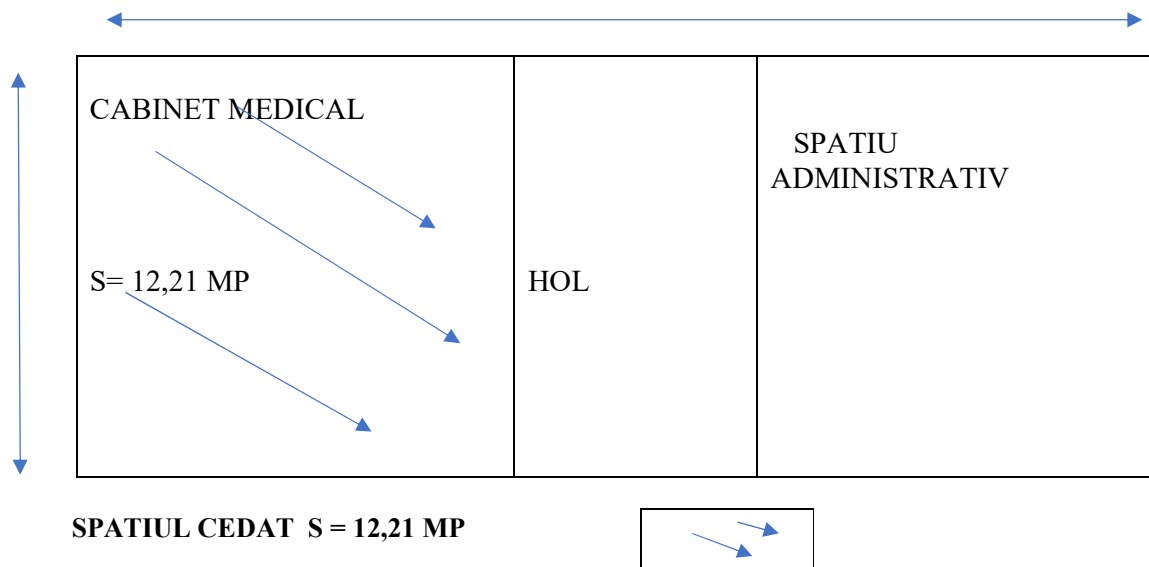 CABINET MEDICAL
SPATIU
ADMINISTRATIV
S= 12,21 MP
HOL
SPATIUL CEDAT S = 12,21 MP